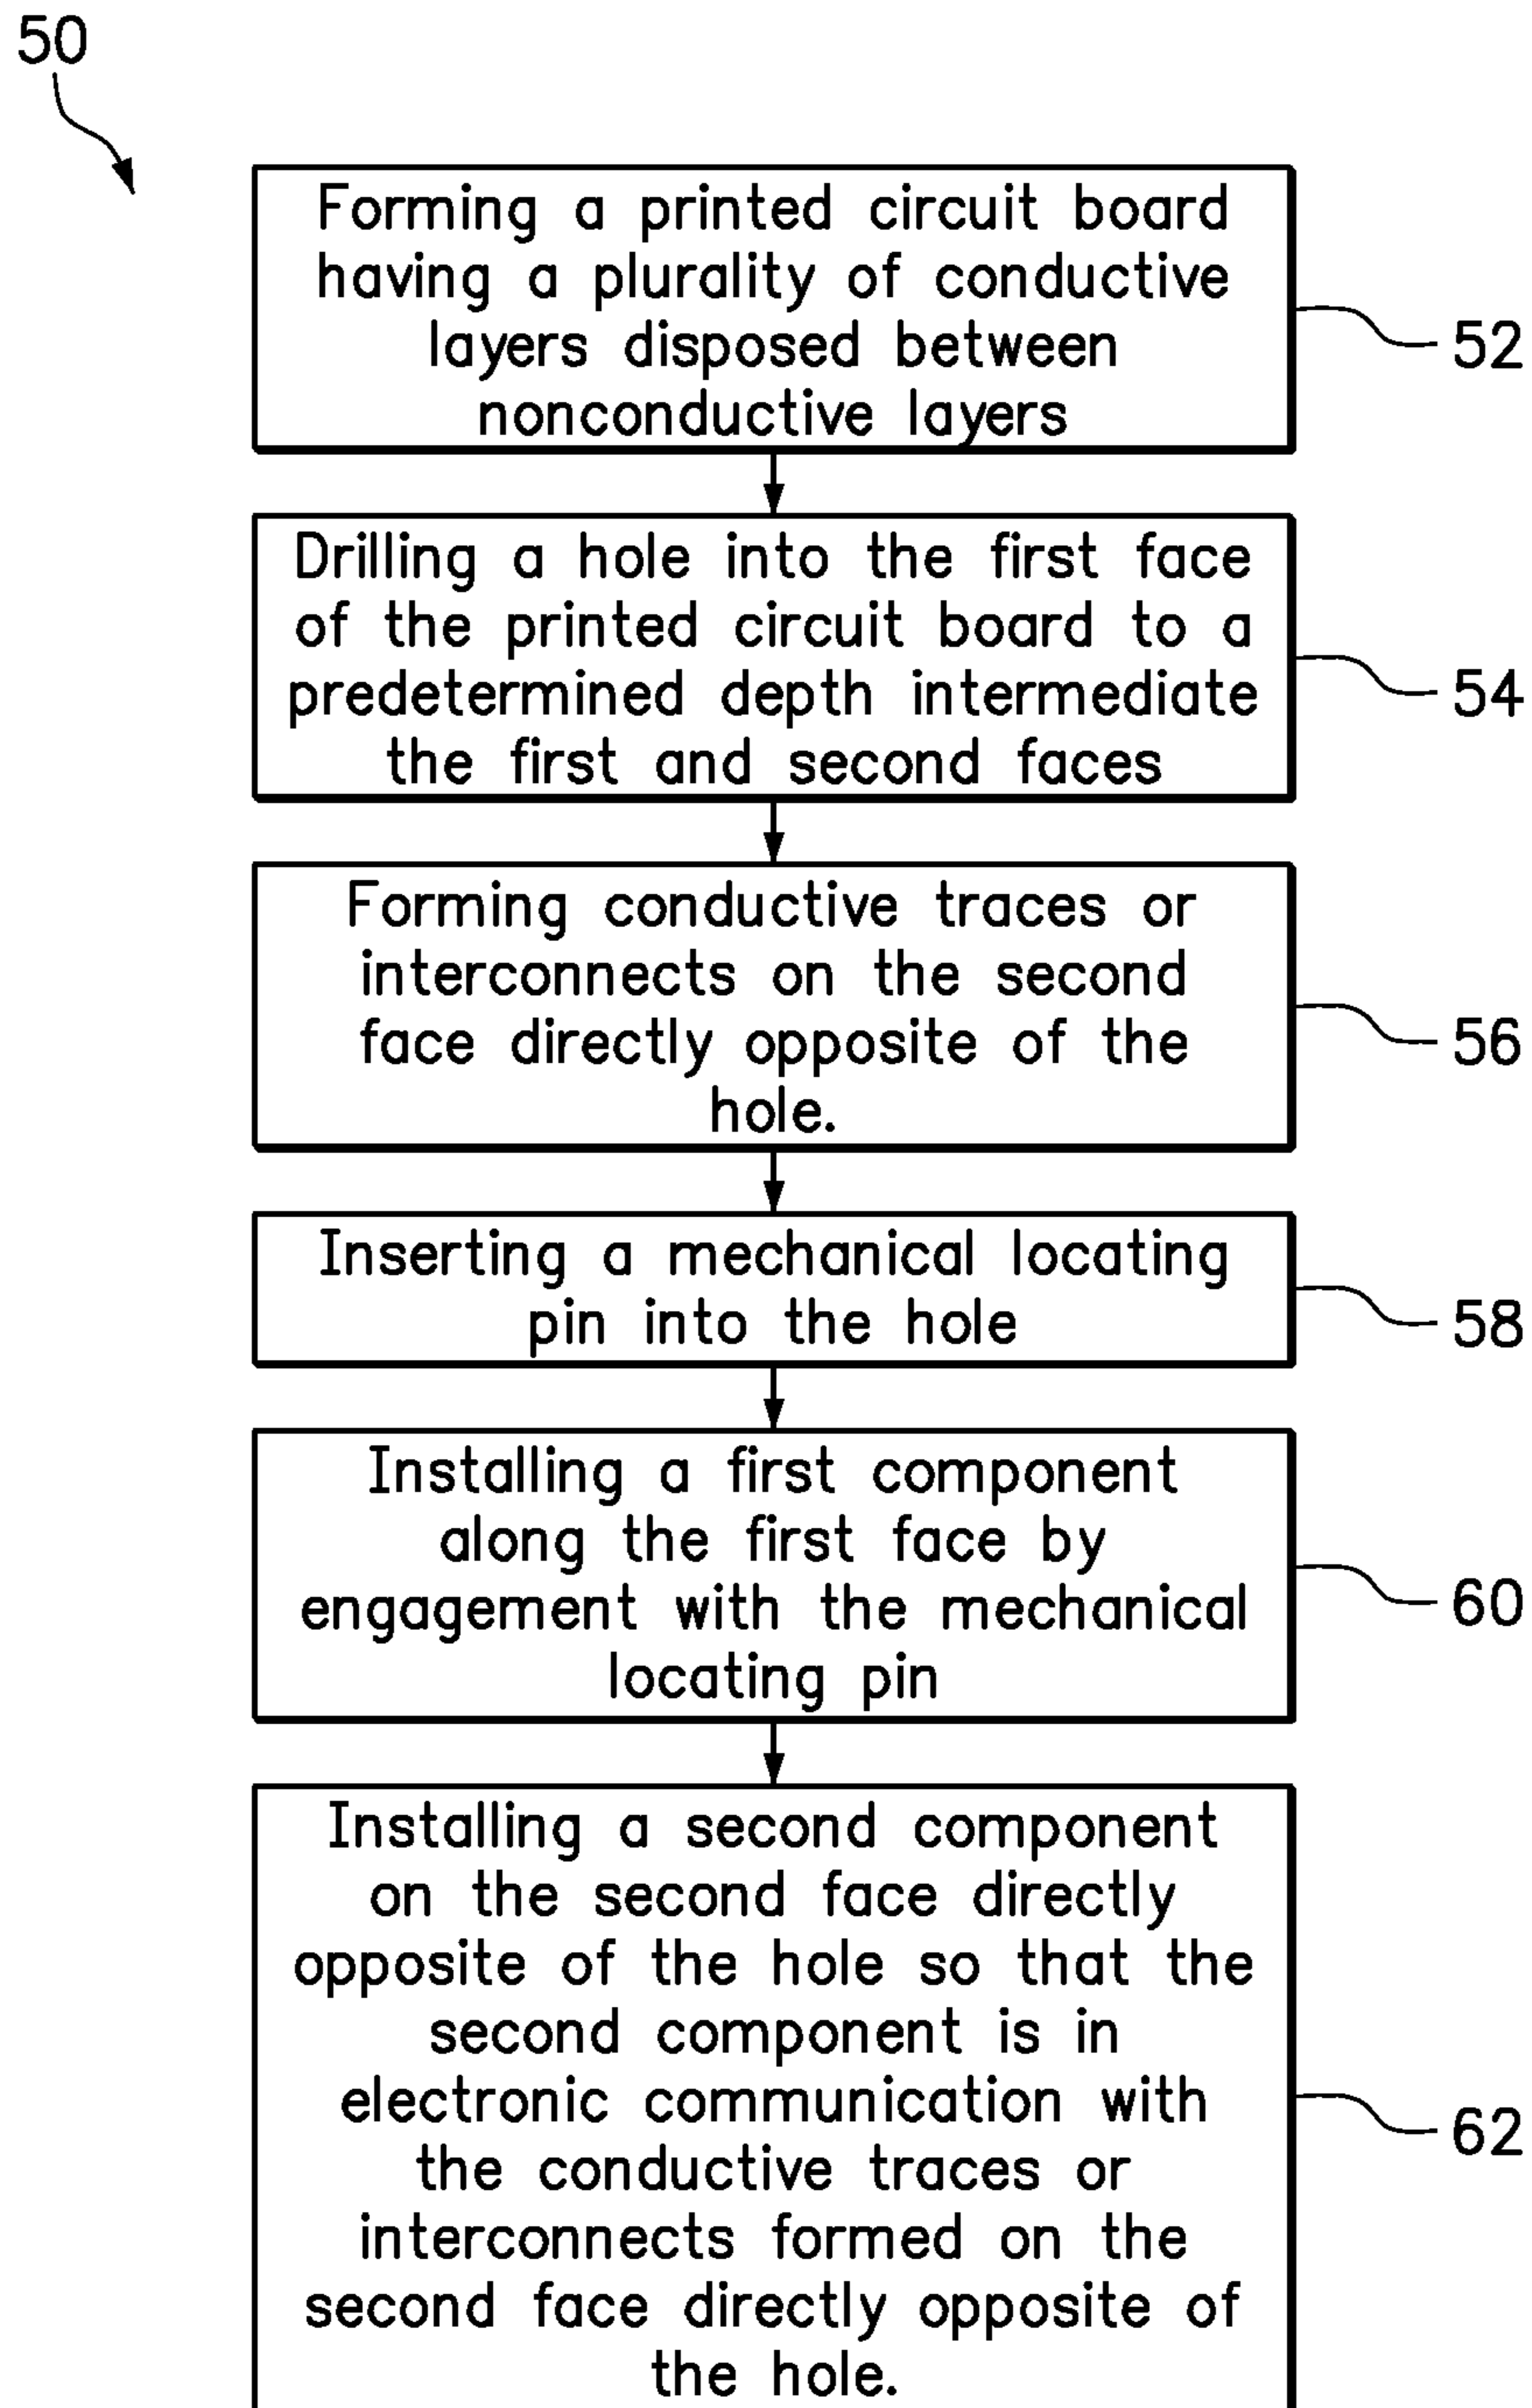 50
Forming a printed circuit board
having a plurality of conductive
layers disposed between
nonconductive layers
52
Drilling a hole into the first face
of the printed circuit board to a
predetermined depth intermediate
the first and second faces
54
Forming conductive traces or
interconnects on the second
face directly opposite of the
hole.
56
Inserting a mechanical locating
pin into the hole
58
Installing a first component
along the first face by
engagement with the mechanical
locating pin
60
Installing a second component
on the second face directly
opposite of the hole so that the
second component is in
electronic communication with
the conductive traces or
interconnects formed on the
second face directly opposite of
the hole.
62